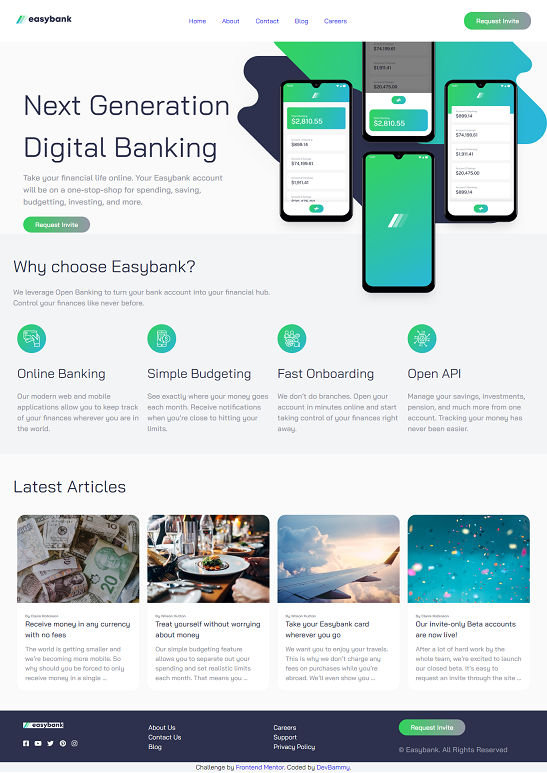 easybank
Home About Contact Blog Careers
Request Invite
Next Generation
Digital Banking
Take your financial life online. Your Easybank account
will be on a one-stop-shop for spending, saving,
budgetting, investing, and more.
Request Invite
$2,810.55
$899.14
$74,199.61
$1,911.41
$74,199.61
$1,911.41
$20,475.00
$2,810.55
$899.14
$74,199.61
$1,911.41
$20,475.00
$899.14
Why choose Easybank?
We leverage Open Banking to turn your bank account into your financial hub.
Control your finances like never before.
Online Banking
Our modern web and mobile
applications allow you to keep track
of your finances wherever you are in
the world.
Simple Budgeting
See exactly where your money goes
each month. Receive notifications
when you're close to hitting your
limits.
Fast Onboarding
We don't do branches. Open your
account in minutes online and start
taking control of your finances right
away.
Open API
Manage your savings, investments,
pension, and much more from one
account. Tracking your money has
never been easier.
Latest Articles
By Claire Robinson
Receive money in any currency
with no fees
The world is getting smaller and
we're becoming more mobile. So
why should you be forced to only
receive money in a single ...
By Wilson Hutton
Treat yourself without worrying
about money
Our simple budgeting feature
allows you to separate out your
spending and set realistic limits
each month. That means you ...
By Wilson Hutton
Take your Easybank card
wherever you go
We want you to enjoy your travels.
This is why we don't charge any
fees on purchases while you're
abroad. We'll even show you ...
By Claire Robinson
Our invite-only Beta accounts
are now live!
After a lot of hard work by the
whole team, we're excited to launch
our closed beta. It's easy to
request an invite through the site ...
easybank
About Us
Contact Us
Blog
Careers
Support
Privacy Policy
Request Invite
© Easybank. All Rights Reserved
Challenge by Frontend Mentor. Coded by DevBammy.